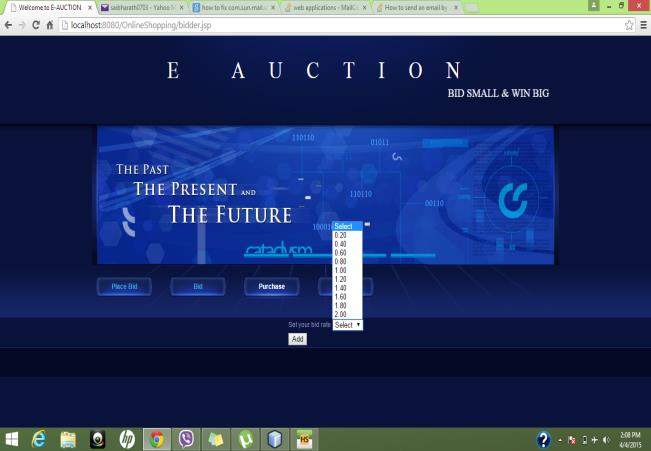 Welcome to E-AUCTION
saibharath0703 - Yahoo M
how to fix com.sun.mail.u
web applications - MailC
How to send an email by
localhost:8080/OnlineShopping/bidder.jsp
E AUCTION
BID SMALL & WIN BIG
110110
01011
THE PAST
THE PRESENT AND
THE FUTURE
110110
00110
1000
cataclysm
Select
0.20
0.40
0.60
0.80
1.00
1.20
1.40
1.60
1.80
2.00
Place Bid
Bid
Purchase
Set your bid rate
Select
Add
hp
HS
2:08 PM
4/4/2015